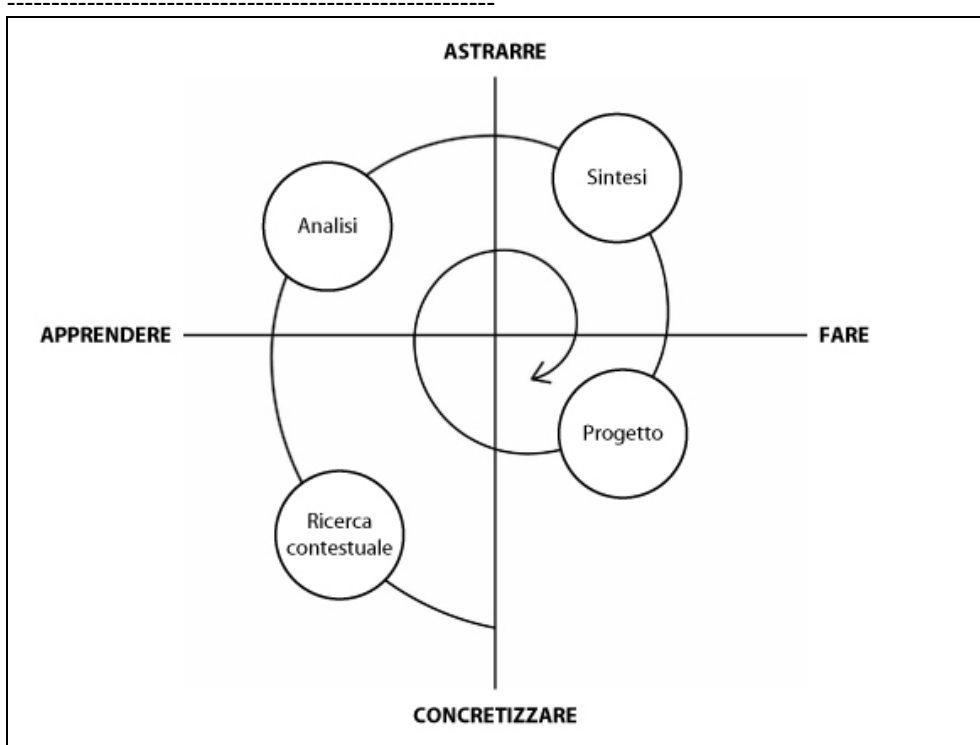 ASTRARRE
Sintesi
Analisi
APPRENDERE
FARE
Progetto
Ricerca
contestuale
CONCRETIZZARE